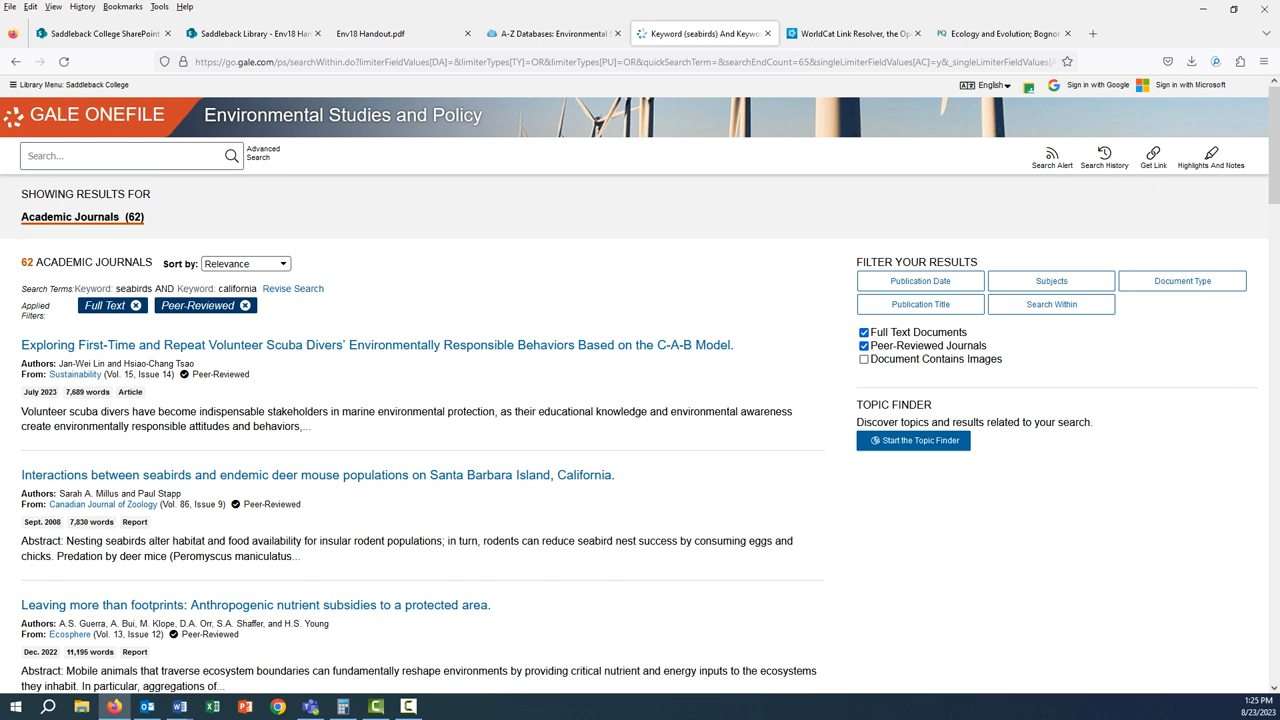 File Edit View History Bookmarks Tools Help
Saddleback College SharePoint Saddleback Library - Env18 Han Env18 Handout.pdf A-Z Databases: Environmental S Keyword (seabirds) And Keywo WorldCat Link Resolver, the Op PQ Ecology and Evolution; Bognor
https://go.gale.com/ps/searchWithin.do?limiterFieldValues[DA]=&limiterTypes[TY]=OR&limiterTypes[PU]=OR&quickSearchTerm=&searchEndCount=65&singleLimiterFieldValues[AC]=y&_singleLimiterFieldValues[A
Library Menu: Saddleback College English Sign in with Google Sign in with Microsoft
GALE ONEFILE Environmental Studies and Policy
Search... Advanced Search
Search Alert Search History Get Link Highlights And Notes
SHOWING RESULTS FOR
Academic Journals (62)
62 ACADEMIC JOURNALS Sort by: Relevance
Search Terms: Keyword: seabirds AND Keyword: california Revise Search
Applied Filters: Full Text Peer-Reviewed
Exploring First-Time and Repeat Volunteer Scuba Divers' Environmentally Responsible Behaviors Based on the C-A-B Model.
Authors: Jan-Wei Lin and Hsiao-Chang Tsao
From: Sustainability (Vol. 15, Issue 14) Peer-Reviewed
July 2023 7,689 words Article
Volunteer scuba divers have become indispensable stakeholders in marine environmental protection, as their educational knowledge and environmental awareness
create environmentally responsible attitudes and behaviors,...
Interactions between seabirds and endemic deer mouse populations on Santa Barbara Island, California.
Authors: Sarah A. Millus and Paul Stapp
From: Canadian Journal of Zoology (Vol. 86, Issue 9) Peer-Reviewed
Sept. 2008 7,830 words Report
Abstract: Nesting seabirds alter habitat and food availability for insular rodent populations; in turn, rodents can reduce seabird nest success by consuming eggs and
chicks. Predation by deer mice (Peromyscus maniculatus...
Leaving more than footprints: Anthropogenic nutrient subsidies to a protected area.
Authors: A.S. Guerra, A. Bui, M. Klope, D.A. Orr, S.A. Shaffer, and H.S. Young
From: Ecosphere (Vol. 13, Issue 12) Peer-Reviewed
Dec. 2022 11,195 words Report
Abstract: Mobile animals that traverse ecosystem boundaries can fundamentally reshape environments by providing critical nutrient and energy inputs to the ecosystems
they inhabit. In particular, aggregations of...
FILTER YOUR RESULTS
Publication Date Subjects Document Type
Publication Title Search Within
Full Text Documents
Peer-Reviewed Journals
Document Contains Images
TOPIC FINDER
Discover topics and results related to your search.
Start the Topic Finder
1:25 PM
8/23/2023